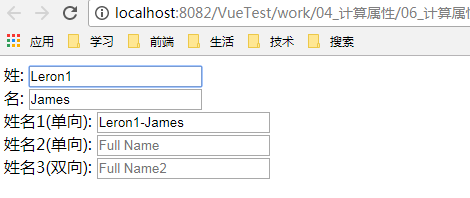 localhost:8082/VueTest/work/04_计算属性/06_计算属性
应用 学习 前端 生活 技术 搜索
姓: Leron1
名: James
姓名1(单向): Leron1-James
姓名2(单向): Full Name
姓名3(双向): Full Name2